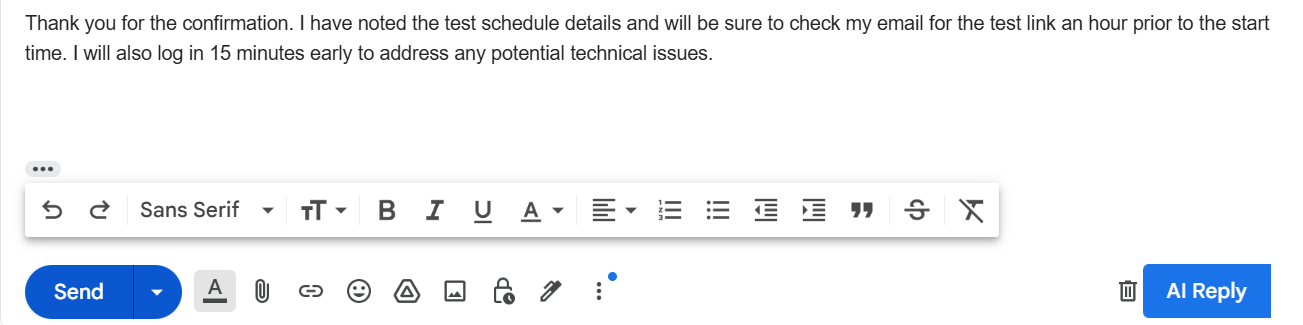 Thank you for the confirmation. I have noted the test schedule details and will be sure to check my email for the test link an hour prior to the start
time. I will also log in 15 minutes early to address any potential technical issues.
Sans Serif
Send
AI Reply